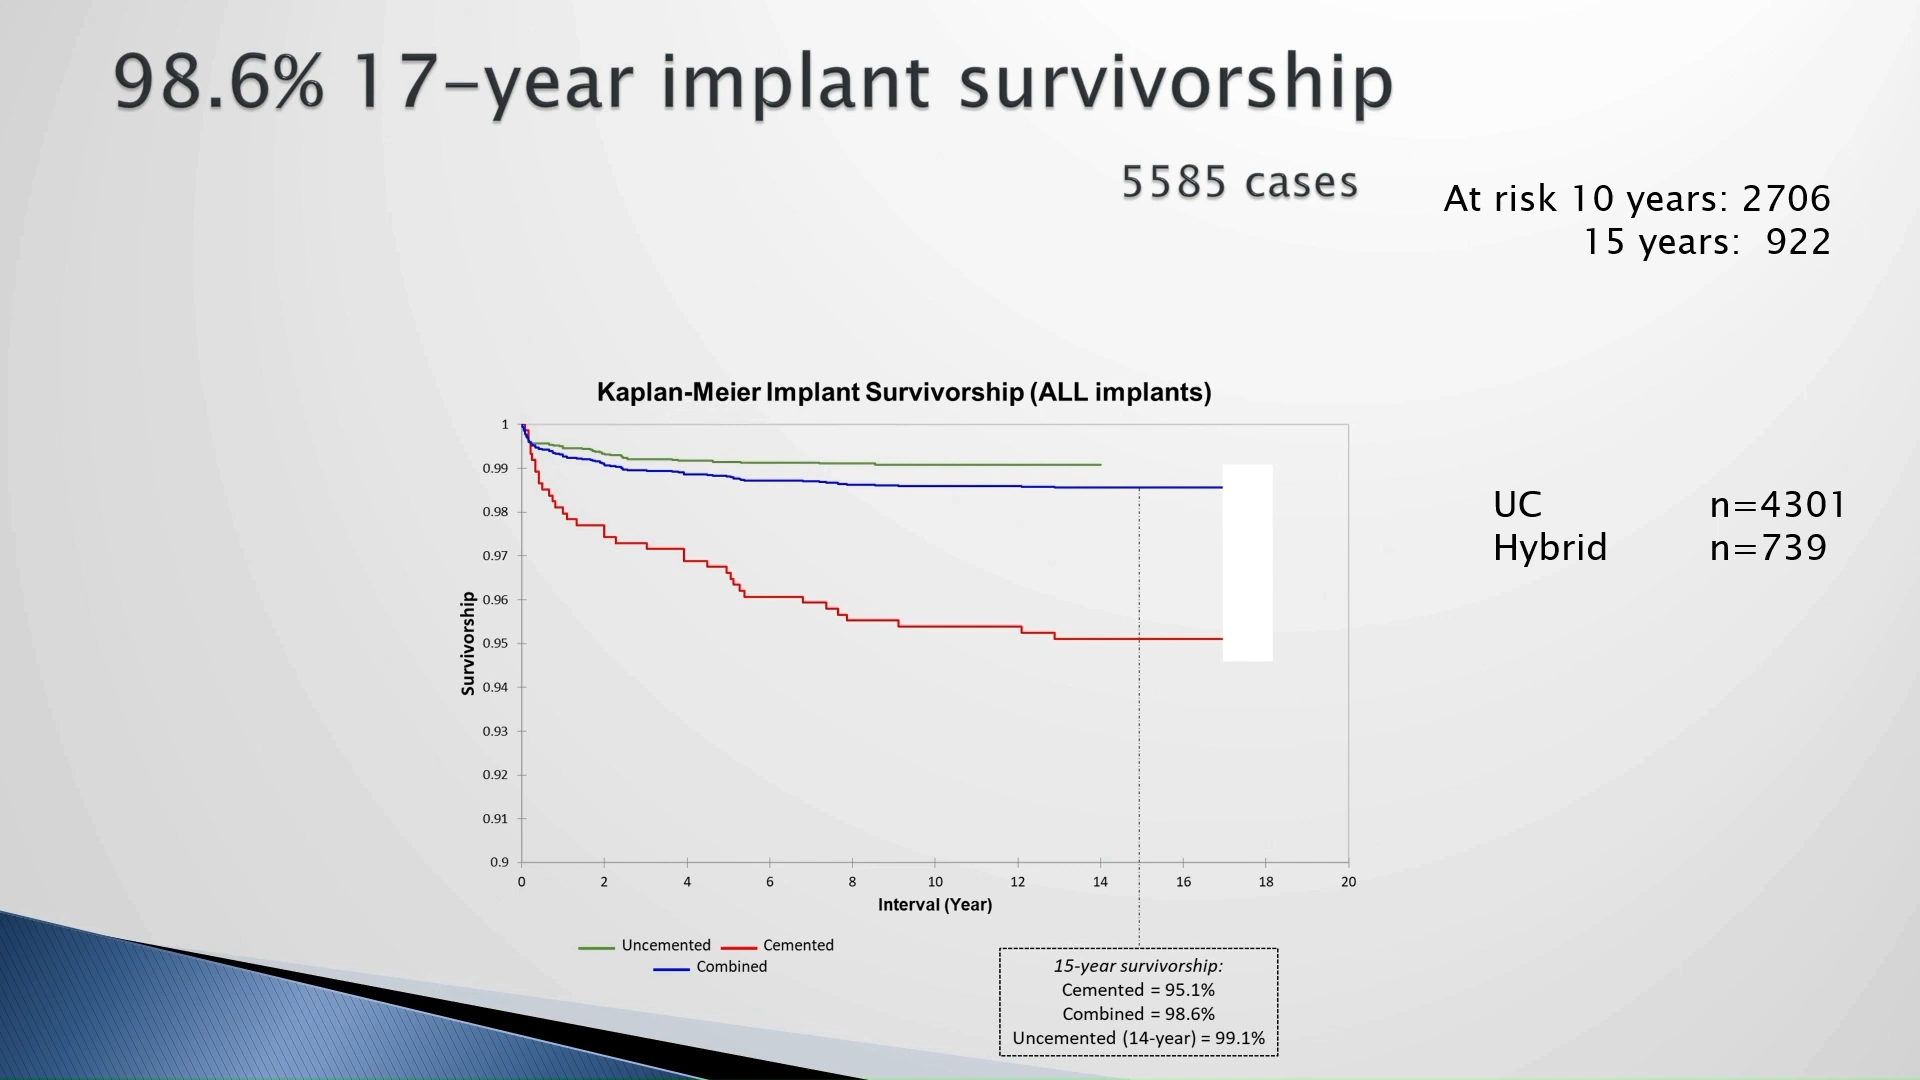 98.6% 17-year implant survivorship
5585 cases
At risk 10 years: 2706
15 years: 922
Kaplan-Meier Implant Survivorship (ALL implants)
1
0.99
0.98
0.97
0.96
0.95
0.94
0.93
0.92
0.91
0.9
Survivorship
0 2 4 6 8 10 12 14 16 18 20
Interval (Year)
Uncemented Cemented
Combined
15-year survivorship:
Cemented = 95.1%
Combined = 98.6%
Uncemented (14-year) = 99.1%
UC n=4301
Hybrid n=739